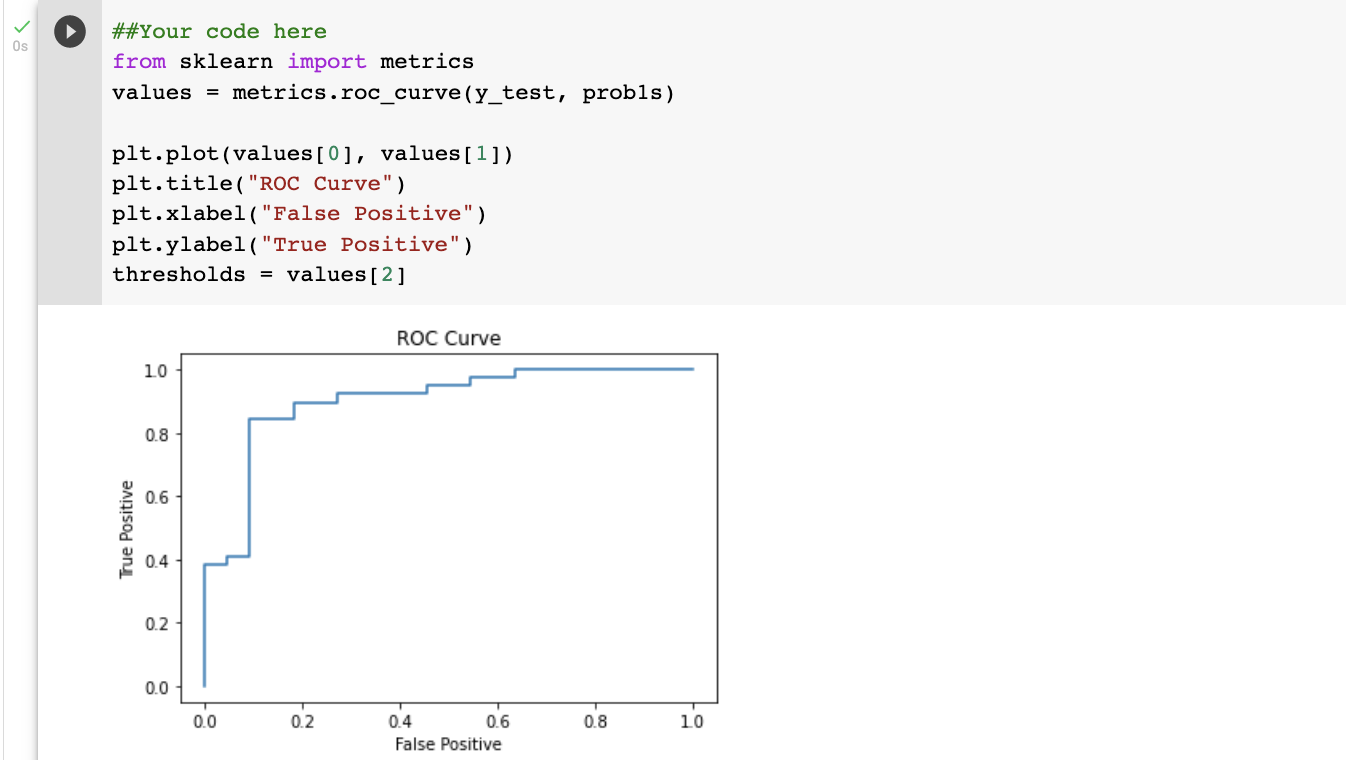 ##Your code here
0s
from sklearn import metrics
values = metrics.roc_curve(y_test, prob1s)
plt.plot(values[0], values[1])
plt.title("ROC Curve")
plt.xlabel("False Positive")
plt.ylabel("True Positive")
thresholds = values[2]
ROC Curve
1.0
0.8
0.6
0.4
0.2
0.0
True Positive
0.0 0.2 0.4 0.6 0.8 1.0
False Positive